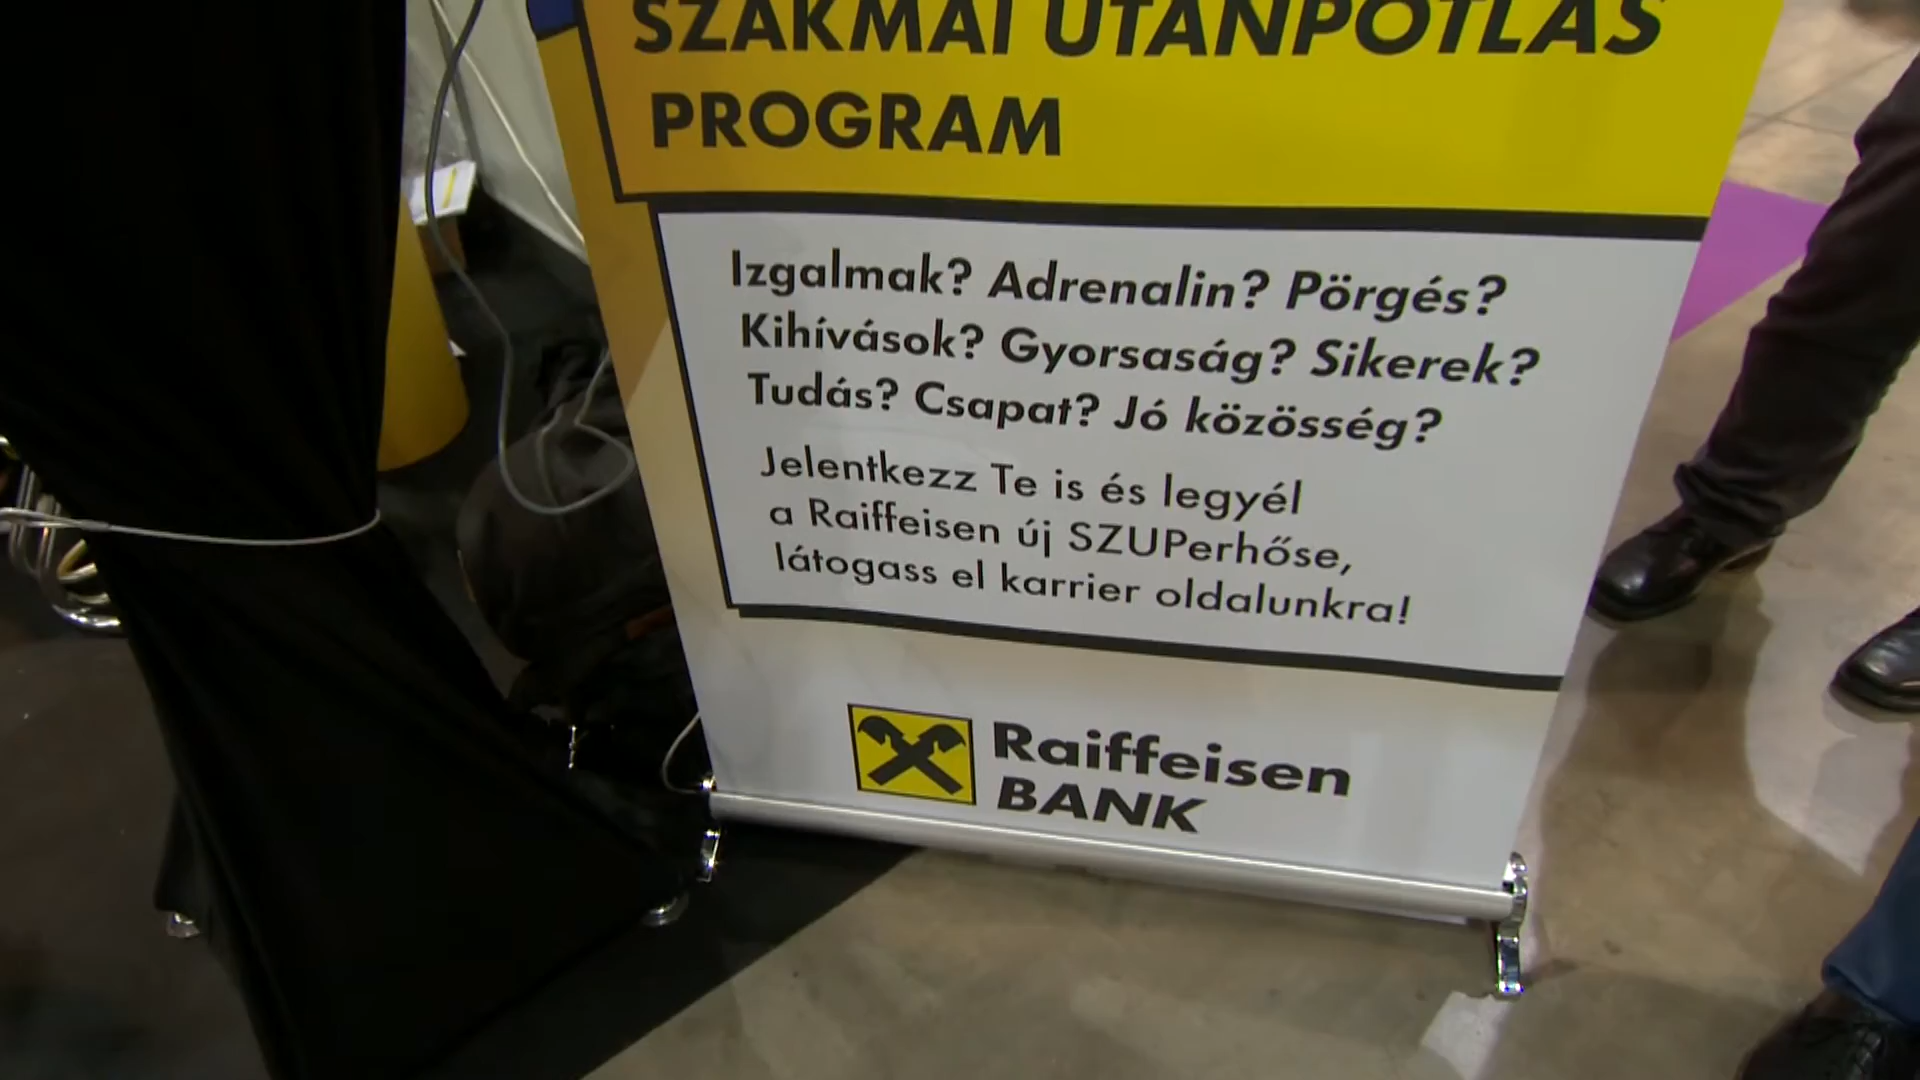 SZAKMAI UTÁNPÓTLÁS
PROGRAM
Izgalmak? Adrenalin? Pörgés?
Kihívások? Gyorsaság? Sikerek?
Tudás? Csapat? Jó közösség?
Jelentkezz Te is és legyél
a Raiffeisen új SZUPerhőse,
látogass el karrier oldalunkra!
Raiffeisen
BANK